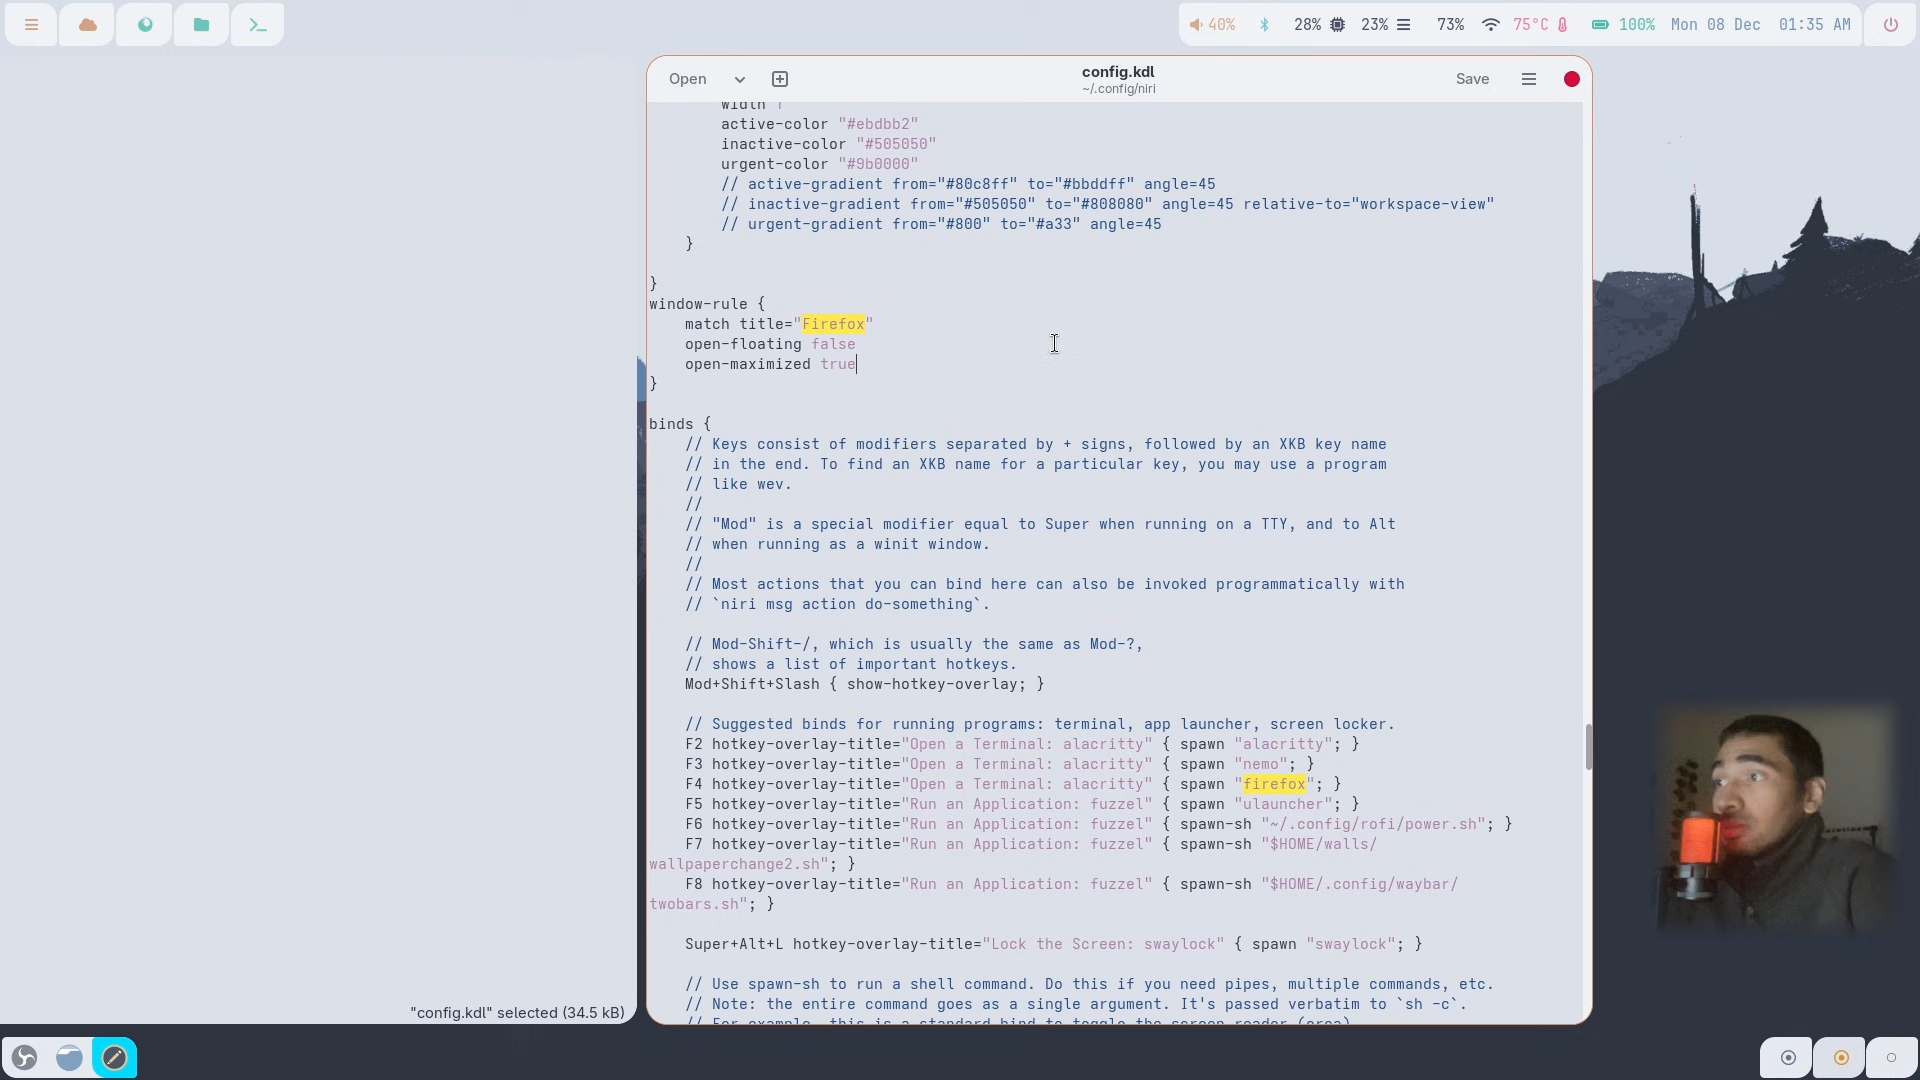 40%
28%
23%
73%
75°C
100%
Mon 08 Dec
01:35 AM
Open
config.kdl
~/.config/niri
Save
width 1
active-color "#ebdbb2"
inactive-color "#505050"
urgent-color "#9b0000"
// active-gradient from="#80c8ff" to="#bbddff" angle=45
// inactive-gradient from="#505050" to="#808080" angle=45 relative-to="workspace-view"
// urgent-gradient from="#800" to="#a33" angle=45
}
}
window-rule {
match title="Firefox"
open-floating false
open-maximized true
}
binds {
// Keys consist of modifiers separated by + signs, followed by an XKB key name
// in the end. To find an XKB name for a particular key, you may use a program
// like wev.
//
// "Mod" is a special modifier equal to Super when running on a TTY, and to Alt
// when running as a winit window.
//
// Most actions that you can bind here can also be invoked programmatically with
// `niri msg action do-something`.
// Mod-Shift-/, which is usually the same as Mod-?,
// shows a list of important hotkeys.
Mod+Shift+Slash { show-hotkey-overlay; }
// Suggested binds for running programs: terminal, app launcher, screen locker.
F2 hotkey-overlay-title="Open a Terminal: alacritty" { spawn "alacritty"; }
F3 hotkey-overlay-title="Open a Terminal: alacritty" { spawn "nemo"; }
F4 hotkey-overlay-title="Open a Terminal: alacritty" { spawn "firefox"; }
F5 hotkey-overlay-title="Run an Application: fuzzel" { spawn "ulauncher"; }
F6 hotkey-overlay-title="Run an Application: fuzzel" { spawn-sh "~/.config/rofi/power.sh"; }
F7 hotkey-overlay-title="Run an Application: fuzzel" { spawn-sh "$HOME/walls/
wallpaperchange2.sh"; }
F8 hotkey-overlay-title="Run an Application: fuzzel" { spawn-sh "$HOME/.config/waybar/
twobars.sh"; }
Super+Alt+L hotkey-overlay-title="Lock the Screen: swaylock" { spawn "swaylock"; }
// Use spawn-sh to run a shell command. Do this if you need pipes, multiple commands, etc.
// Note: the entire command goes as a single argument. It's passed verbatim to `sh -c`.
// For example, this is a standard bind to toggle the screen reader (orca).
"config.kdl" selected (34.5 kB)